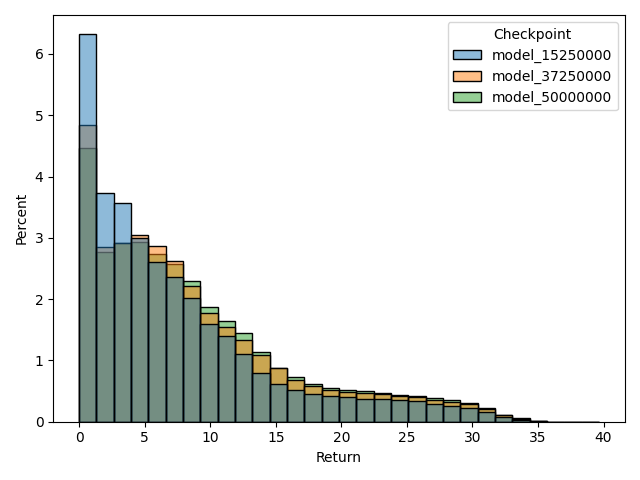 Checkpoint
model_15250000
model_37250000
model_50000000
Percent
6
5
4
3
2
1
0
0 5 10 15 20 25 30 35 40
Return